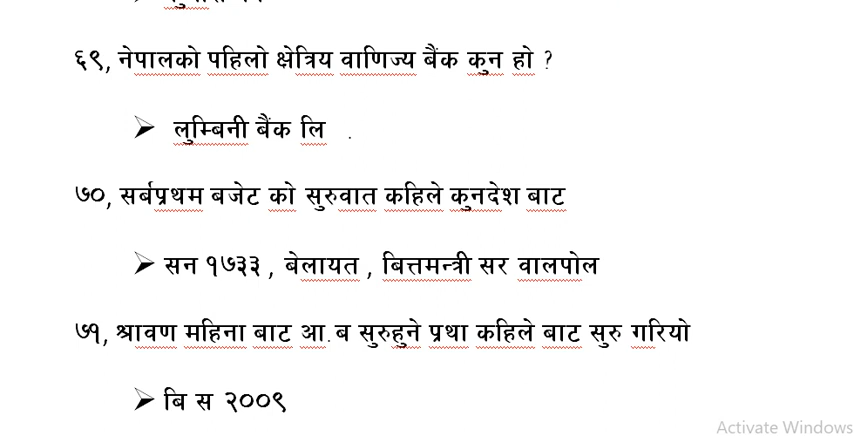 ६९, नेपालको पहिलो क्षेत्रिय वाणिज्य बैंक कुन हो ?
➢ लुम्बिनी बैंक लि .
७०, सर्बप्रथम बजेट को सुरुवात कहिले कुनदेश बाट
➢ सन १७३३ , बेलायत , बित्तमन्त्री सर वालपोल
७१, श्रावण महिना बाट आ.ब सुरुहुने प्रथा कहिले बाट सुरु गरियो
➢ बि स २००९
Activate Windows